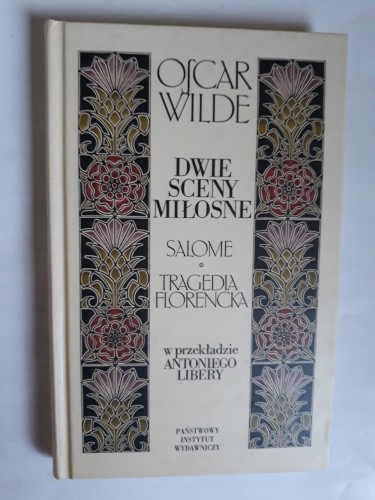 OSCAR
WILDE
DWIE
SCENY
MIŁOSNE
SALOME
TRAGEDIA
FLORENCKA
w przekładzie
ANTONIEGO
LIBERY
PAŃSTWOWY
INSTYTUT
WYDAWNICZY